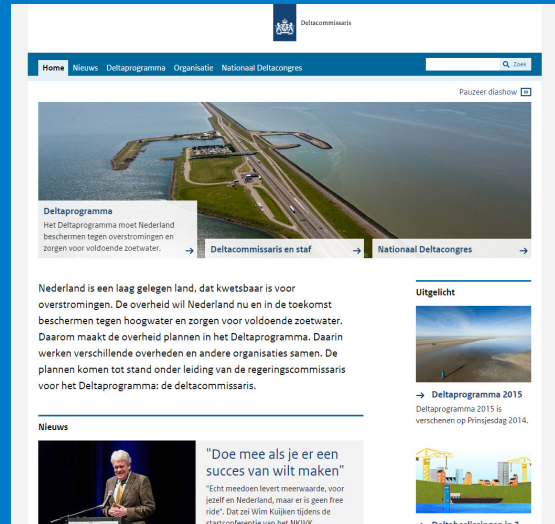 Deltacommissaris
Home Nieuws Deltaprogramma Organisatie Nationaal Deltacongres
Zoek
Pauzeer diashow
Deltaprogramma
Het Deltaprogramma moet Nederland
beschermen tegen overstromingen en
zorgen voor voldoende zoetwater.
Deltacommissaris en staf
Nationaal Deltacongres
Nederland is een laag gelegen land, dat kwetsbaar is voor
overstromingen. De overheid wil Nederland nu en in de toekomst
beschermen tegen hoogwater en zorgen voor voldoende zoetwater.
Daarom maakt de overheid plannen in het Deltaprogramma. Daarin
werken verschillende overheden en andere organisaties samen. De
plannen komen tot stand onder leiding van de regeringscommissaris
voor het Deltaprogramma: de deltacommissaris.
Nieuws
"Doe mee als je er een
succes van wilt maken"
"Echt meedoen levert meerwaarde, voor
jezelf en Nederland, maar er is geen free
ride". Dat zei Wim Kuijken tijdens de
startconferentie van het NKWK
Uitgelicht
Deltaprogramma 2015
Deltaprogramma 2015 is
verschenen op Prinsjesdag 2014.